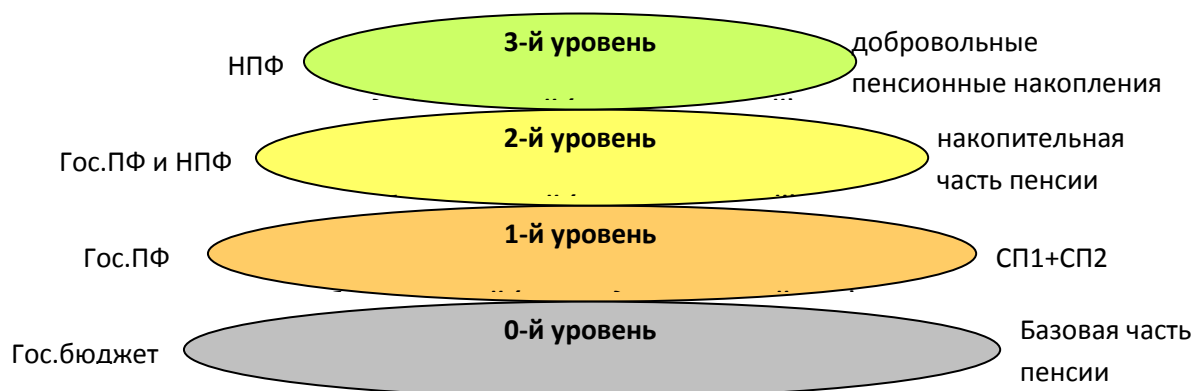 3-й уровень
НПФ
добровольные
пенсионные накопления
2-й уровень
Гос.ПФ и НПФ
накопительная
часть пенсии
1-й уровень
Гос.ПФ
СП1+СП2
0-й уровень
Гос.бюджет
Базовая часть
пенсии